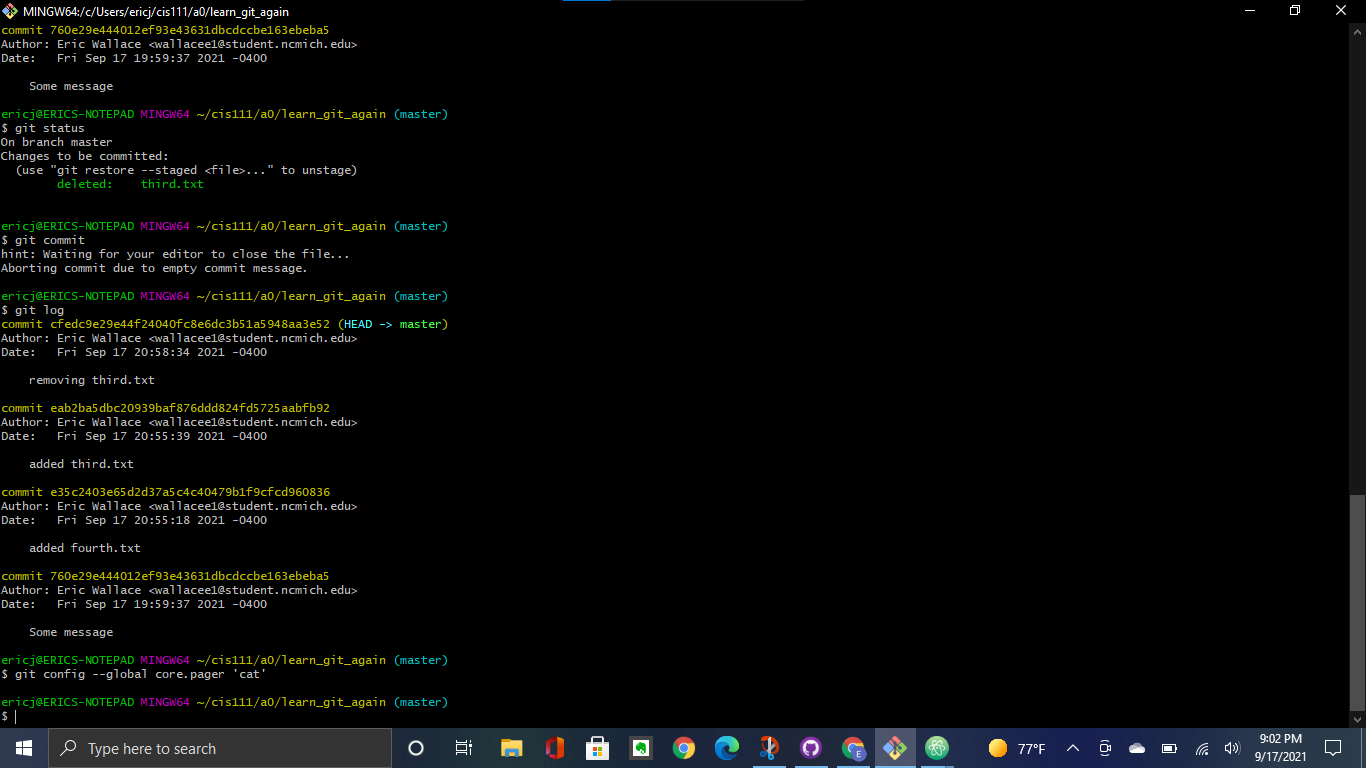 MINGW64:/c/Users/ericj/cis111/a0/learn_git_again
commit 760e29e444012ef93e43631dbcdccbe163ebeba5
Author: Eric Wallace <wallacee1@student.ncmich.edu>
Date:   Fri Sep 17 19:59:37 2021 -0400
    Some message
ericj@ERICS-NOTEPAD MINGW64 ~/cis111/a0/learn_git_again (master)
$ git status
On branch master
Changes to be committed:
  (use "git restore --staged <file>..." to unstage)
        deleted:    third.txt
ericj@ERICS-NOTEPAD MINGW64 ~/cis111/a0/learn_git_again (master)
$ git commit
hint: Waiting for your editor to close the file...
Aborting commit due to empty commit message.
ericj@ERICS-NOTEPAD MINGW64 ~/cis111/a0/learn_git_again (master)
$ git log
commit cfedc9e29e44f24040fc8e6dc3b51a5948aa3e52 (HEAD -> master)
Author: Eric Wallace <wallacee1@student.ncmich.edu>
Date:   Fri Sep 17 20:58:34 2021 -0400
    removing third.txt
commit eab2ba5dbc20939baf876ddd824fd5725aabfb92
Author: Eric Wallace <wallacee1@student.ncmich.edu>
Date:   Fri Sep 17 20:55:39 2021 -0400
    added third.txt
commit e35c2403e65d2d37a5c4c40479b1f9cfcd960836
Author: Eric Wallace <wallacee1@student.ncmich.edu>
Date:   Fri Sep 17 20:55:18 2021 -0400
    added fourth.txt
commit 760e29e444012ef93e43631dbcdccbe163ebeba5
Author: Eric Wallace <wallacee1@student.ncmich.edu>
Date:   Fri Sep 17 19:59:37 2021 -0400
    Some message
ericj@ERICS-NOTEPAD MINGW64 ~/cis111/a0/learn_git_again (master)
$ git config --global core.pager 'cat'
ericj@ERICS-NOTEPAD MINGW64 ~/cis111/a0/learn_git_again (master)
$
Type here to search
77°F
9:02 PM
9/17/2021